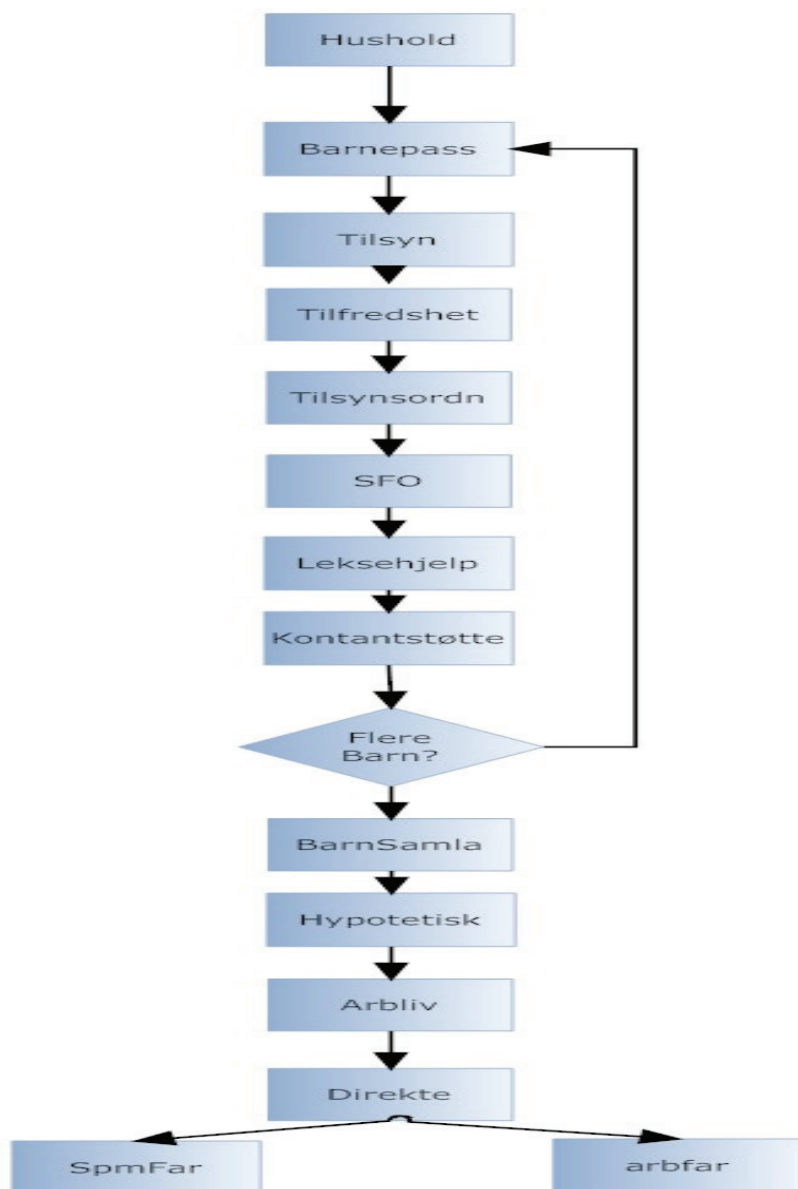 Hushold
Barnepass
Tilsyn
Tilfredshet
Tilsynsordn
SFO
Leksehjelp
Kontantstøtte
Flere
Barn?
BarnSamla
Hypotetisk
Arbliv
Direkte
SpmFar
arbfar